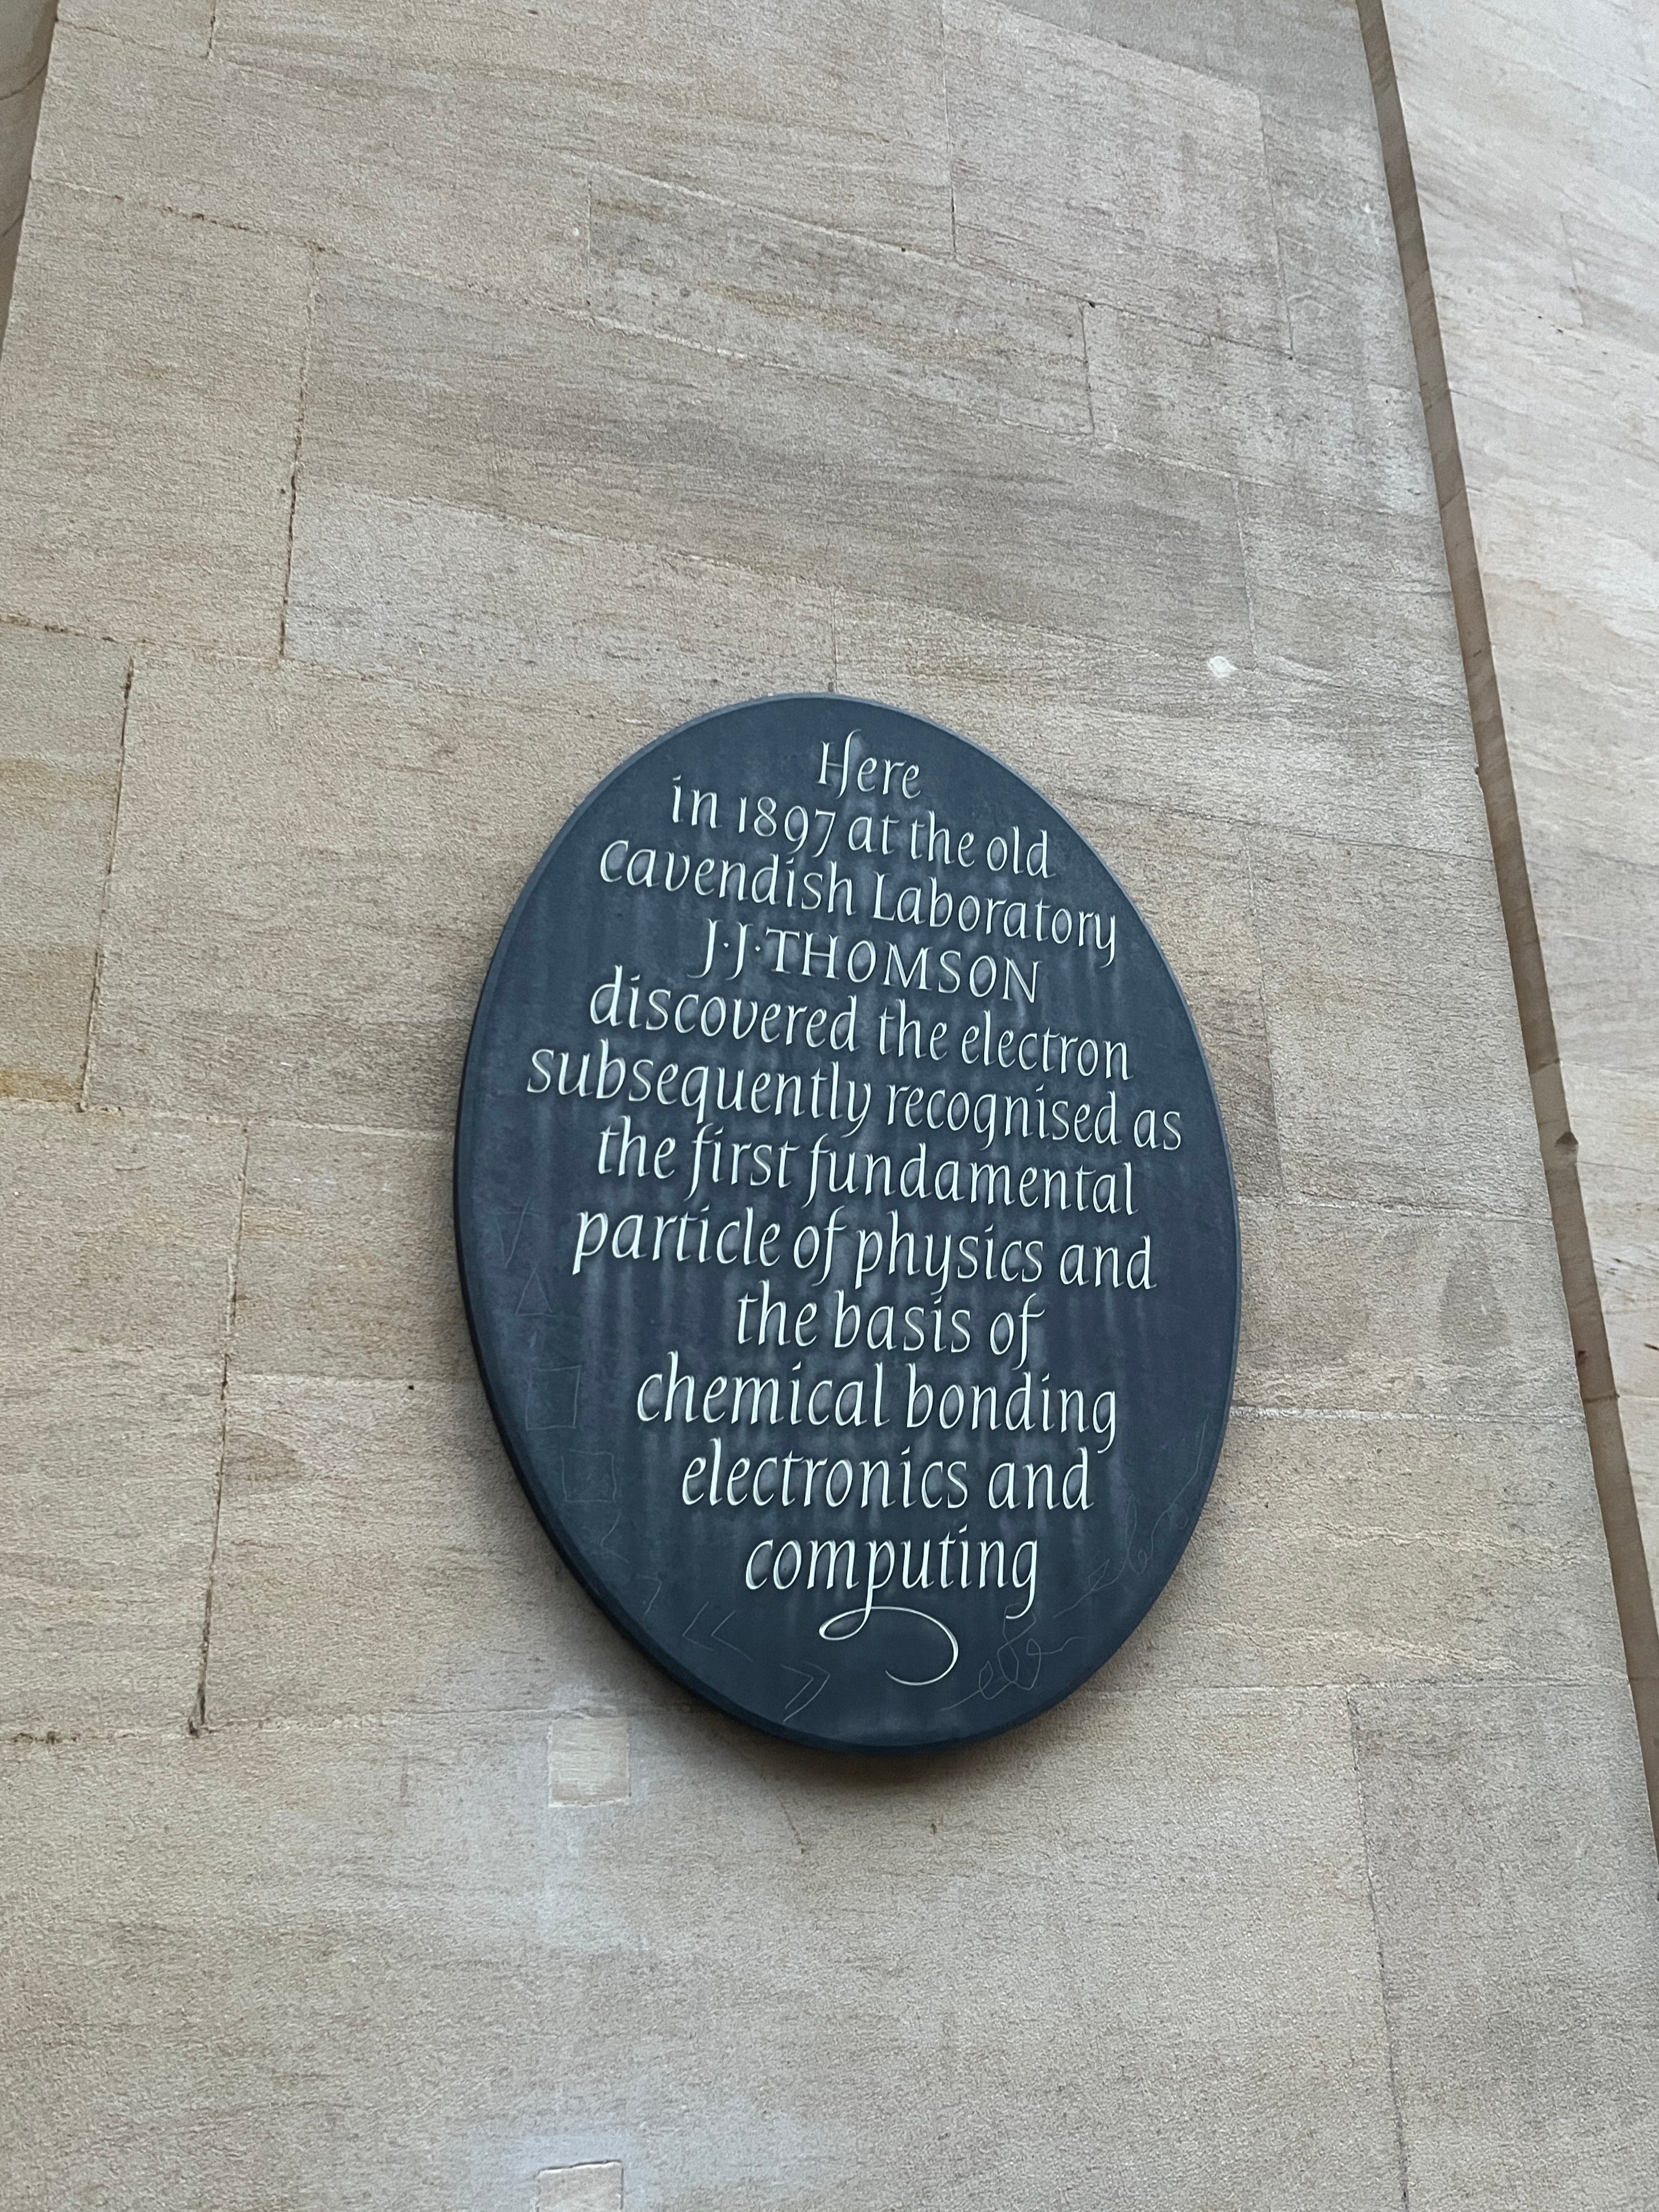 Here
in 1897 at the old
Cavendish Laboratory
J·J·THOMSON
discovered the electron
subsequently recognised as
the first fundamental
particle of physics and
the basis of
chemical bonding
electronics and
computing